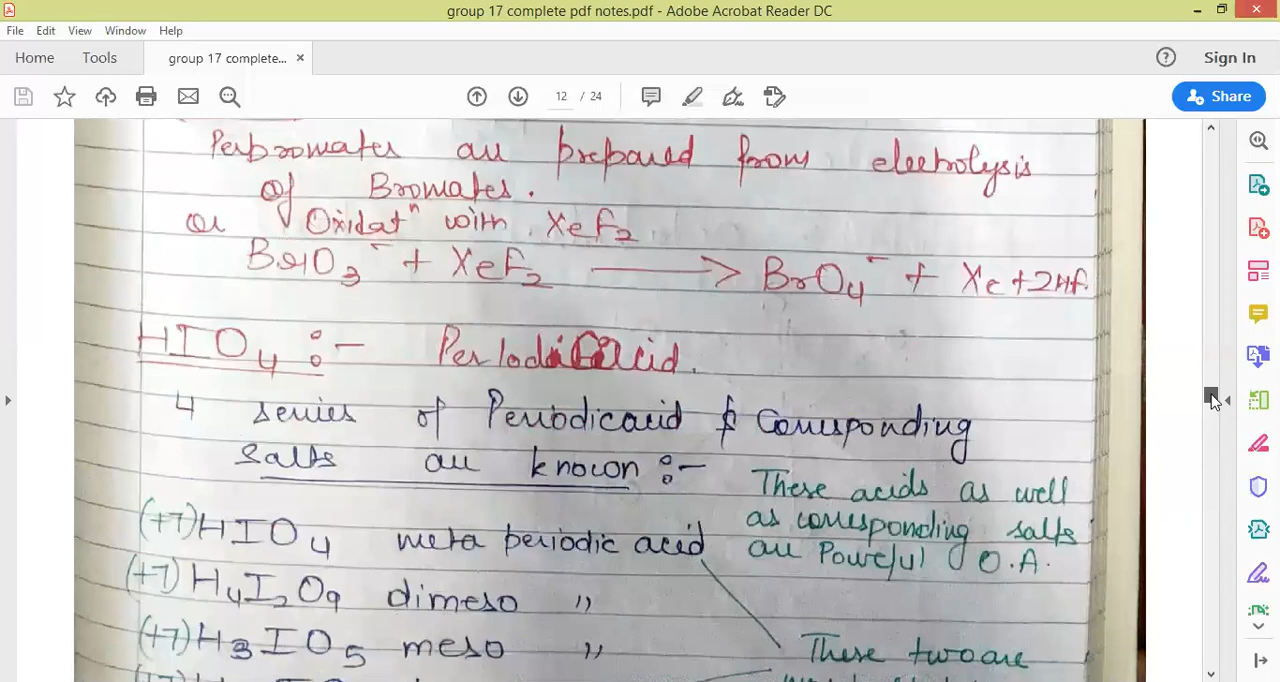 group 17 complete pdf notes.pdf - Adobe Acrobat Reader DC
File Edit View Window Help
Home Tools group 17 complete... × Sign In
12 / 24 Share
Perbromates are prepared from electrolysis
of Bromates.
or Oxidatⁿ with XeF₂
BrO₃⁻ + XeF₂ ⟶ BrO₄⁻ + Xe + 2HF.
HIO₄ :- Periodic acid.
4 series of Periodic acid & Corresponding
salts are known :-
These acids as well
as corresponding salts
are Powerful O.A.
(+7) HIO₄ meta periodic acid
(+7) H₄I₂O₉ dimeso ,,
(+7) H₃IO₅ meso ,,
These two are